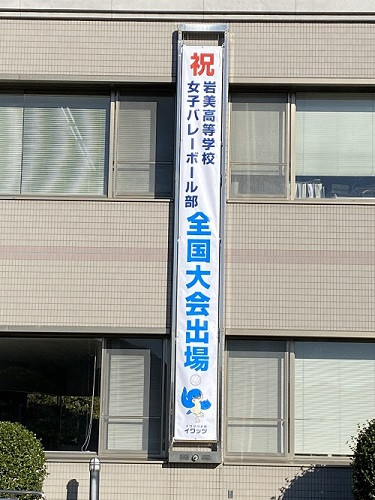 祝
岩美高等学校
女子バレーボール部
全国大会出場
イワッツ